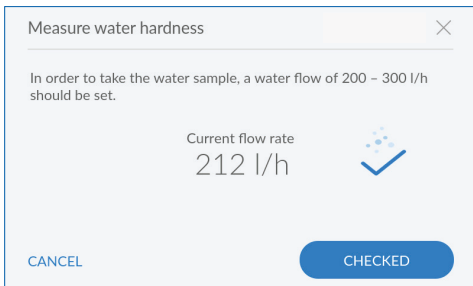 Measure water hardness
In order to take the water sample, a water flow of 200 – 300 l/h
should be set.
Current flow rate
212 l/h
CANCEL
CHECKED